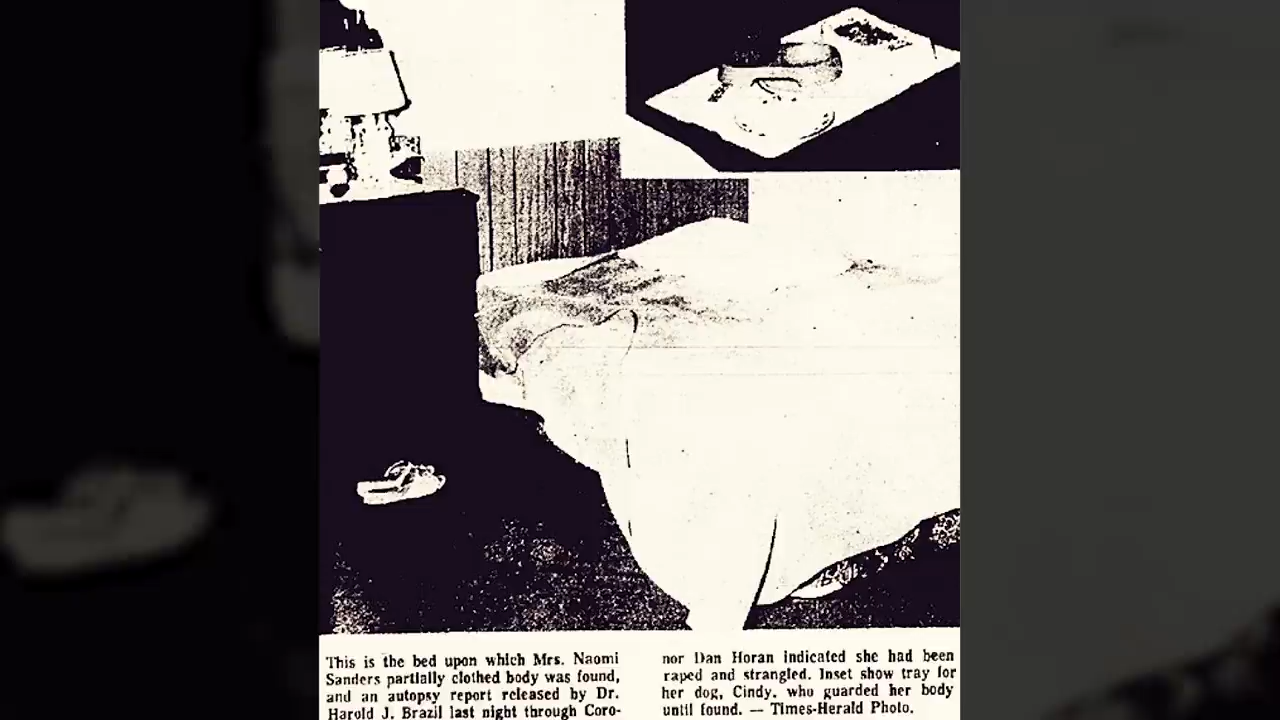 This is the bed upon which Mrs. Naomi
Sanders partially clothed body was found,
and an autopsy report released by Dr.
Harold J. Brazil last night through Coro-
nor Dan Horan indicated she had been
raped and strangled. Inset show tray for
her dog, Cindy, who guarded her body
until found. — Times-Herald Photo.